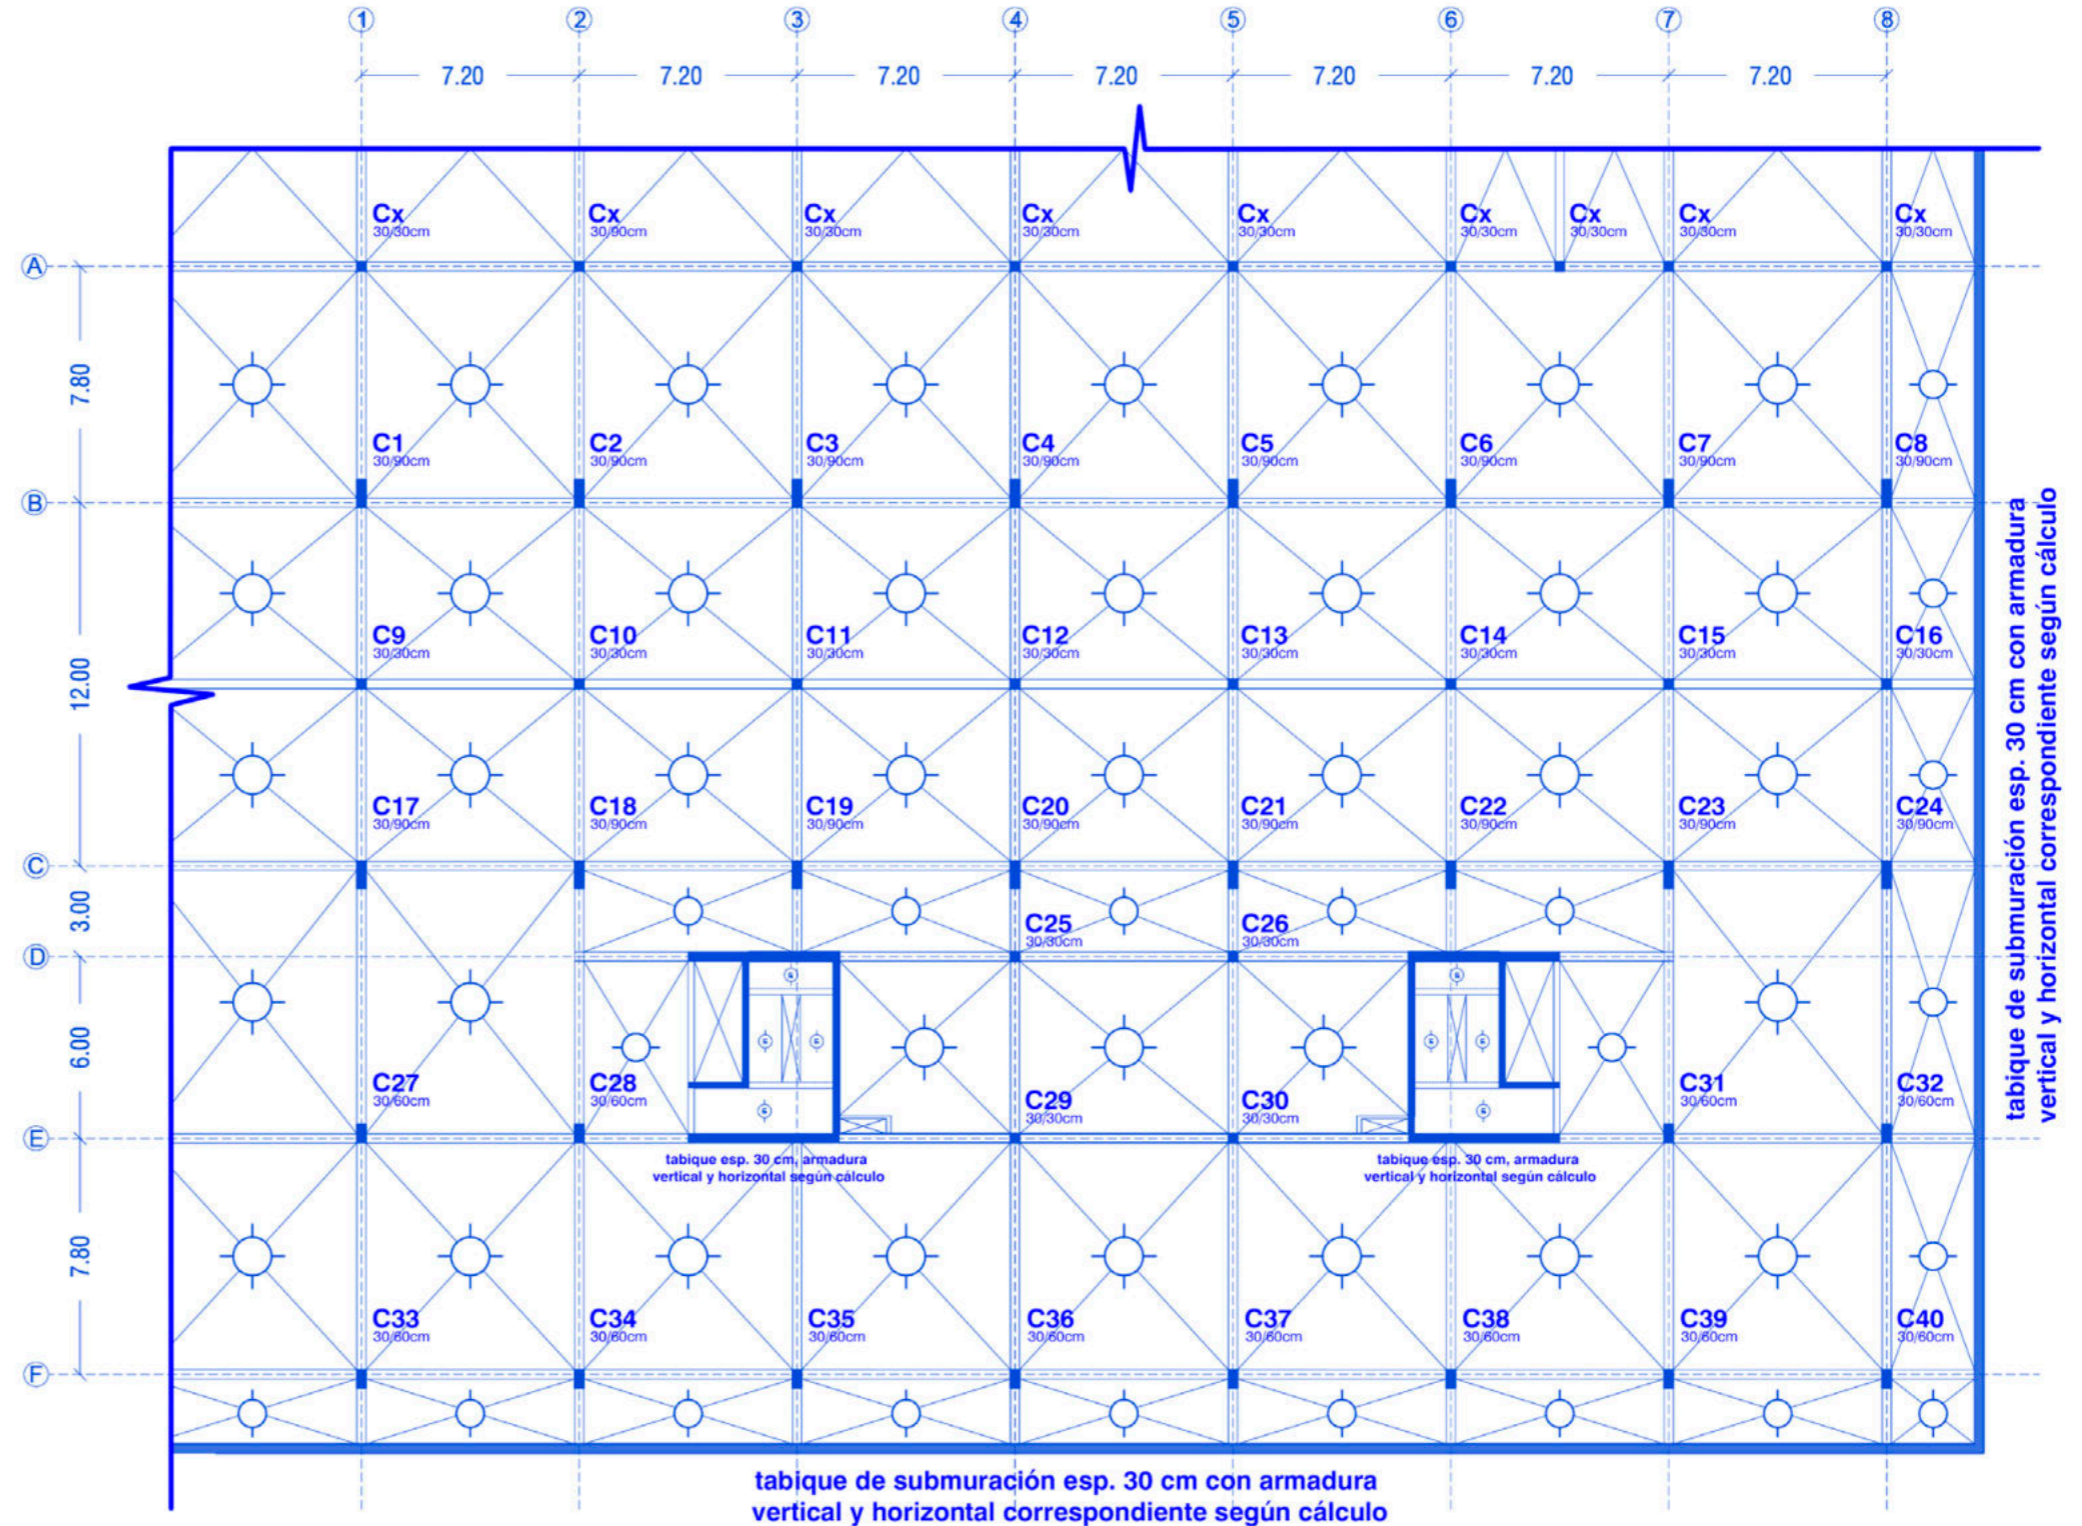 1 2 3 4 5 6 7 8
7.20 7.20 7.20 7.20 7.20 7.20 7.20
Cx Cx Cx Cx Cx Cx Cx Cx Cx
30/30cm 30/90cm 30/30cm 30/30cm 30/30cm 30/30cm 30/30cm 30/30cm 30/30cm
A
7.80
C1 C2 C3 C4 C5 C6 C7 C8
30/90cm 30/90cm 30/90cm 30/90cm 30/90cm 30/90cm 30/90cm 30/90cm
B
C9 C10 C11 C12 C13 C14 C15 C16
30/30cm 30/30cm 30/30cm 30/30cm 30/30cm 30/30cm 30/30cm 30/30cm
12.00
C17 C18 C19 C20 C21 C22 C23 C24
30/90cm 30/90cm 30/90cm 30/90cm 30/90cm 30/90cm 30/90cm 30/90cm
C
3.00
C25 C26
30/30cm 30/30cm
D
6.00
C27 C28 C29 C30 C31 C32
30/60cm 30/60cm 30/30cm 30/30cm 30/60cm 30/60cm
E
tabique esp. 30 cm, armadura
vertical y horizontal según cálculo
tabique esp. 30 cm, armadura
vertical y horizontal según cálculo
7.80
C33 C34 C35 C36 C37 C38 C39 C40
30/60cm 30/60cm 30/60cm 30/60cm 30/60cm 30/60cm 30/60cm 30/60cm
F
tabique de submuración esp. 30 cm con armadura
vertical y horizontal correspondiente según cálculo
tabique de submuración esp. 30 cm con armadura
vertical y horizontal correspondiente según cálculo